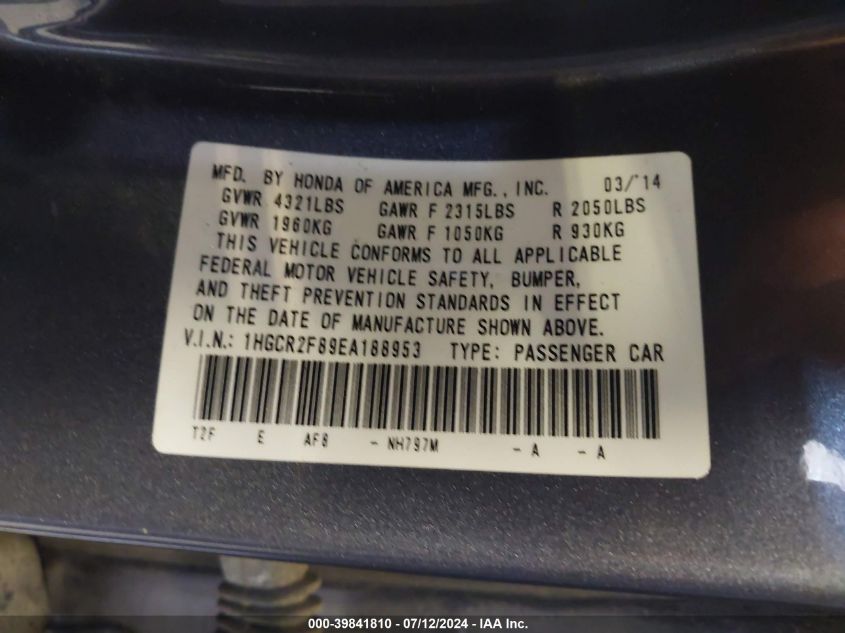 MFD. BY HONDA OF AMERICA MFG., INC. 03/14
GVWR 4321LBS GAWR F 2315LBS R 2050LBS
GVWR 1960KG GAWR F 1050KG R 930KG
THIS VEHICLE CONFORMS TO ALL APPLICABLE
FEDERAL MOTOR VEHICLE SAFETY, BUMPER,
AND THEFT PREVENTION STANDARDS IN EFFECT
ON THE DATE OF MANUFACTURE SHOWN ABOVE.
V.I.N.: 1HGCR2F89EA188953 TYPE: PASSENGER CAR
T2F E AF8 - NH797M - A - A
000-39841810 / 07/12/2024 - IAA Inc.